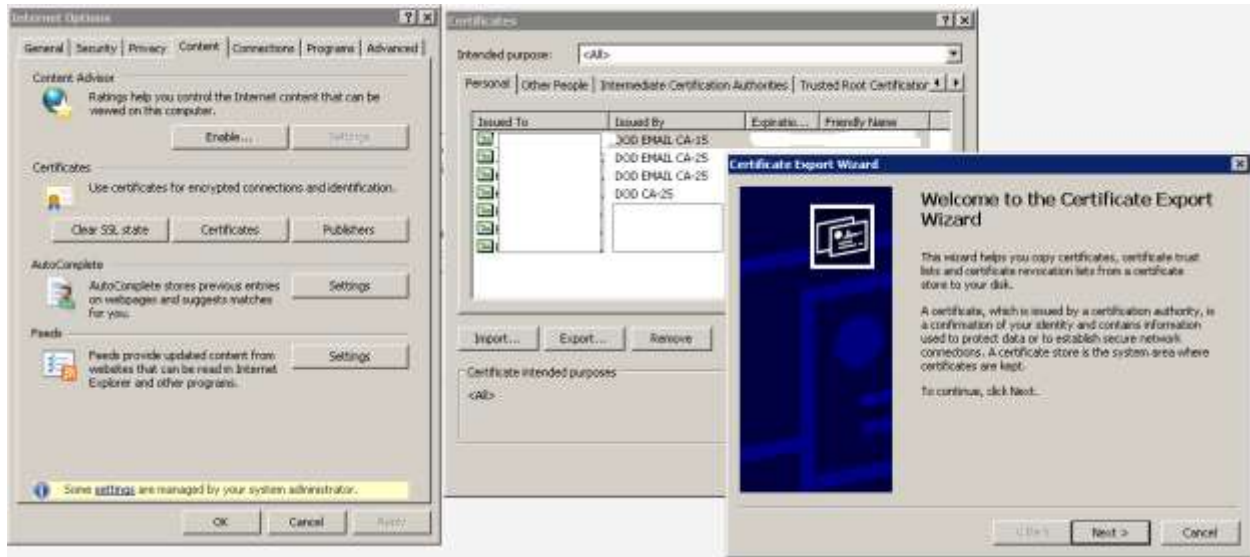 Internet Options
General Security Privacy Content Connections Programs Advanced
Content Advisor
Ratings help you control the Internet content that can be
viewed on this computer.
Enable... Settings
Certificates
Use certificates for encrypted connections and identification.
Clear SSL state Certificates Publishers
AutoComplete
AutoComplete stores previous entries
on webpages and suggests matches
for you.
Settings
Feeds
Feeds provide updated content from
websites that can be read in Internet
Explorer and other programs.
Settings
Some settings are managed by your system administrator.
OK Cancel Apply
Certificates
Intended purpose: <All>
Personal Other People Intermediate Certification Authorities Trusted Root Certification
Issued To Issued By Expiratio... Friendly Name
DOD EMAIL CA-15
DOD EMAIL CA-25
DOD EMAIL CA-25
DOD CA-25
Import... Export... Remove
Certificate intended purposes
<All>
Certificate Export Wizard
Welcome to the Certificate Export
Wizard
This wizard helps you copy certificates, certificate trust
lists and certificate revocation lists from a certificate
store to your disk.
A certificate, which is issued by a certification authority, is
a confirmation of your identity and contains information
used to protect data or to establish secure network
connections. A certificate store is the system area where
certificates are kept.
To continue, click Next.
< Back Next > Cancel